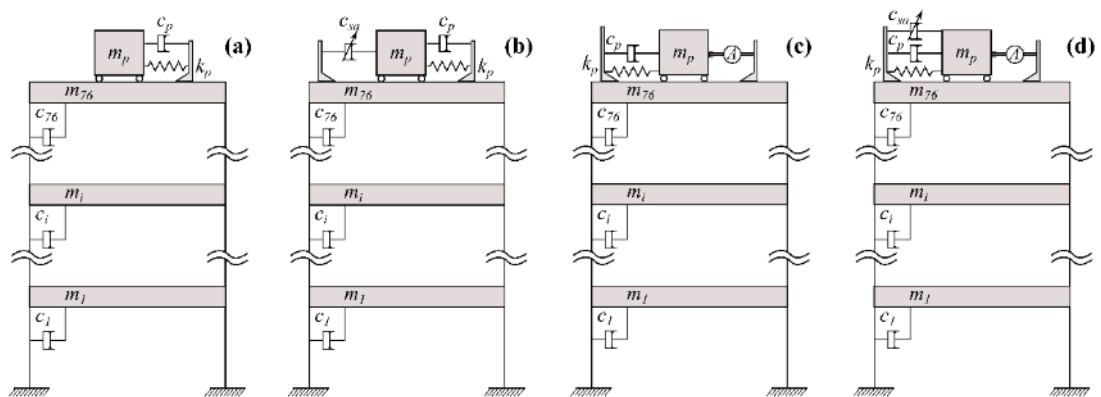 c_p (a) m_p k_p m_76 c_76 m_i c_i m_1 c_1
c_sa c_p (b) m_p k_p m_76 c_76 m_i c_i m_1 c_1
c_p (c) k_p m_p A m_76 c_76 m_i c_i m_1 c_1
c_sa c_p (d) k_p m_p A m_76 c_76 m_i c_i m_1 c_1